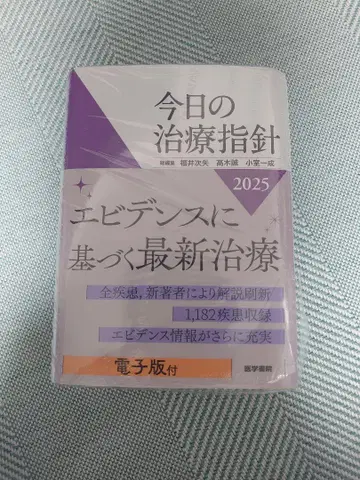 今日の
治療指針
総編集 福井次矢 高木誠 小室一成
2025
エビデンスに
基づく最新治療
全疾患，新著者により解説刷新
1,182疾患収録
エビデンス情報がさらに充実
電子版付
医学書院